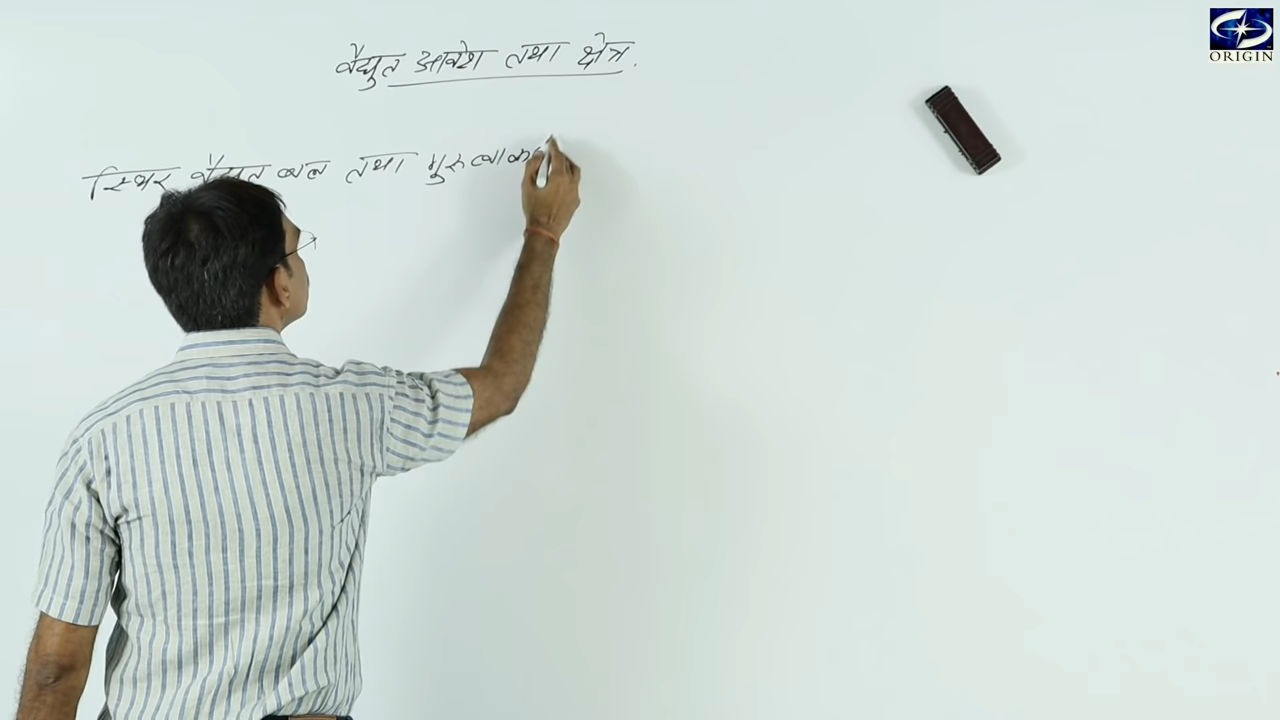 वैद्युत आवेश तथा क्षेत्र.
स्थिर वैद्युत बल तथा गुरुत्वाक
ORIGIN